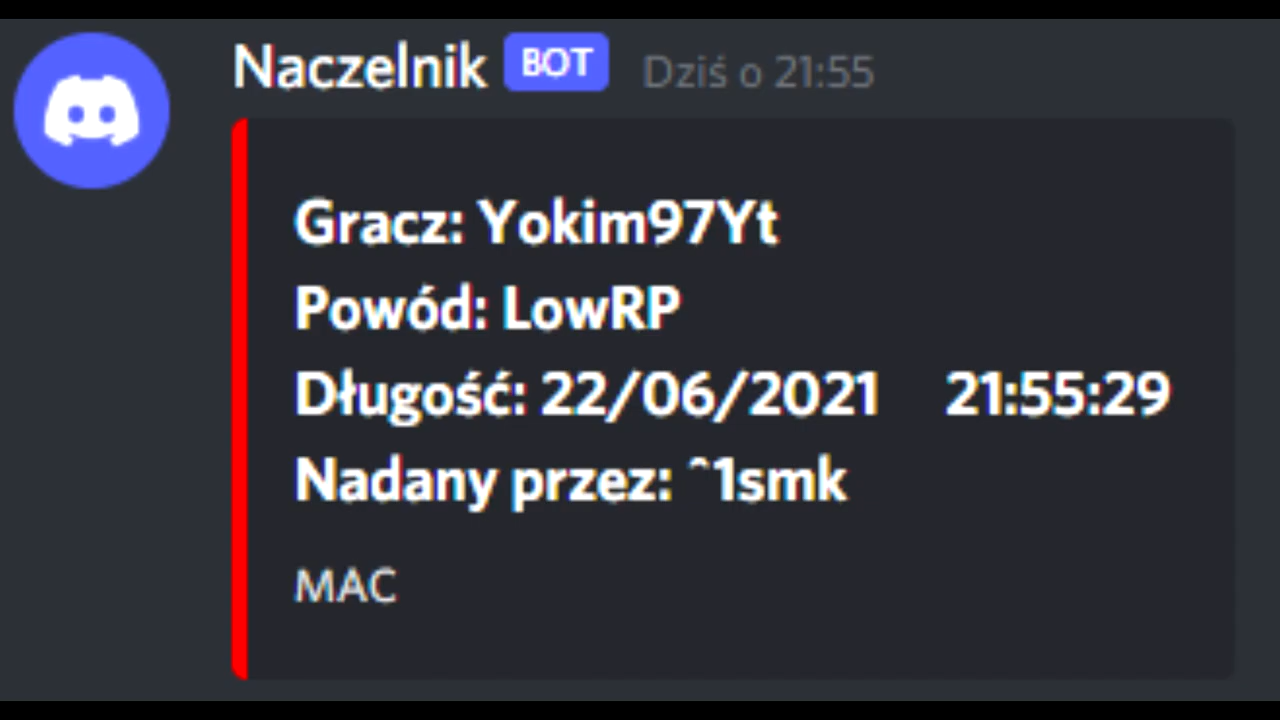 Naczelnik BOT Dziś o 21:55
Gracz: Yokim97Yt
Powód: LowRP
Długość: 22/06/2021 21:55:29
Nadany przez: ^1smk
MAC